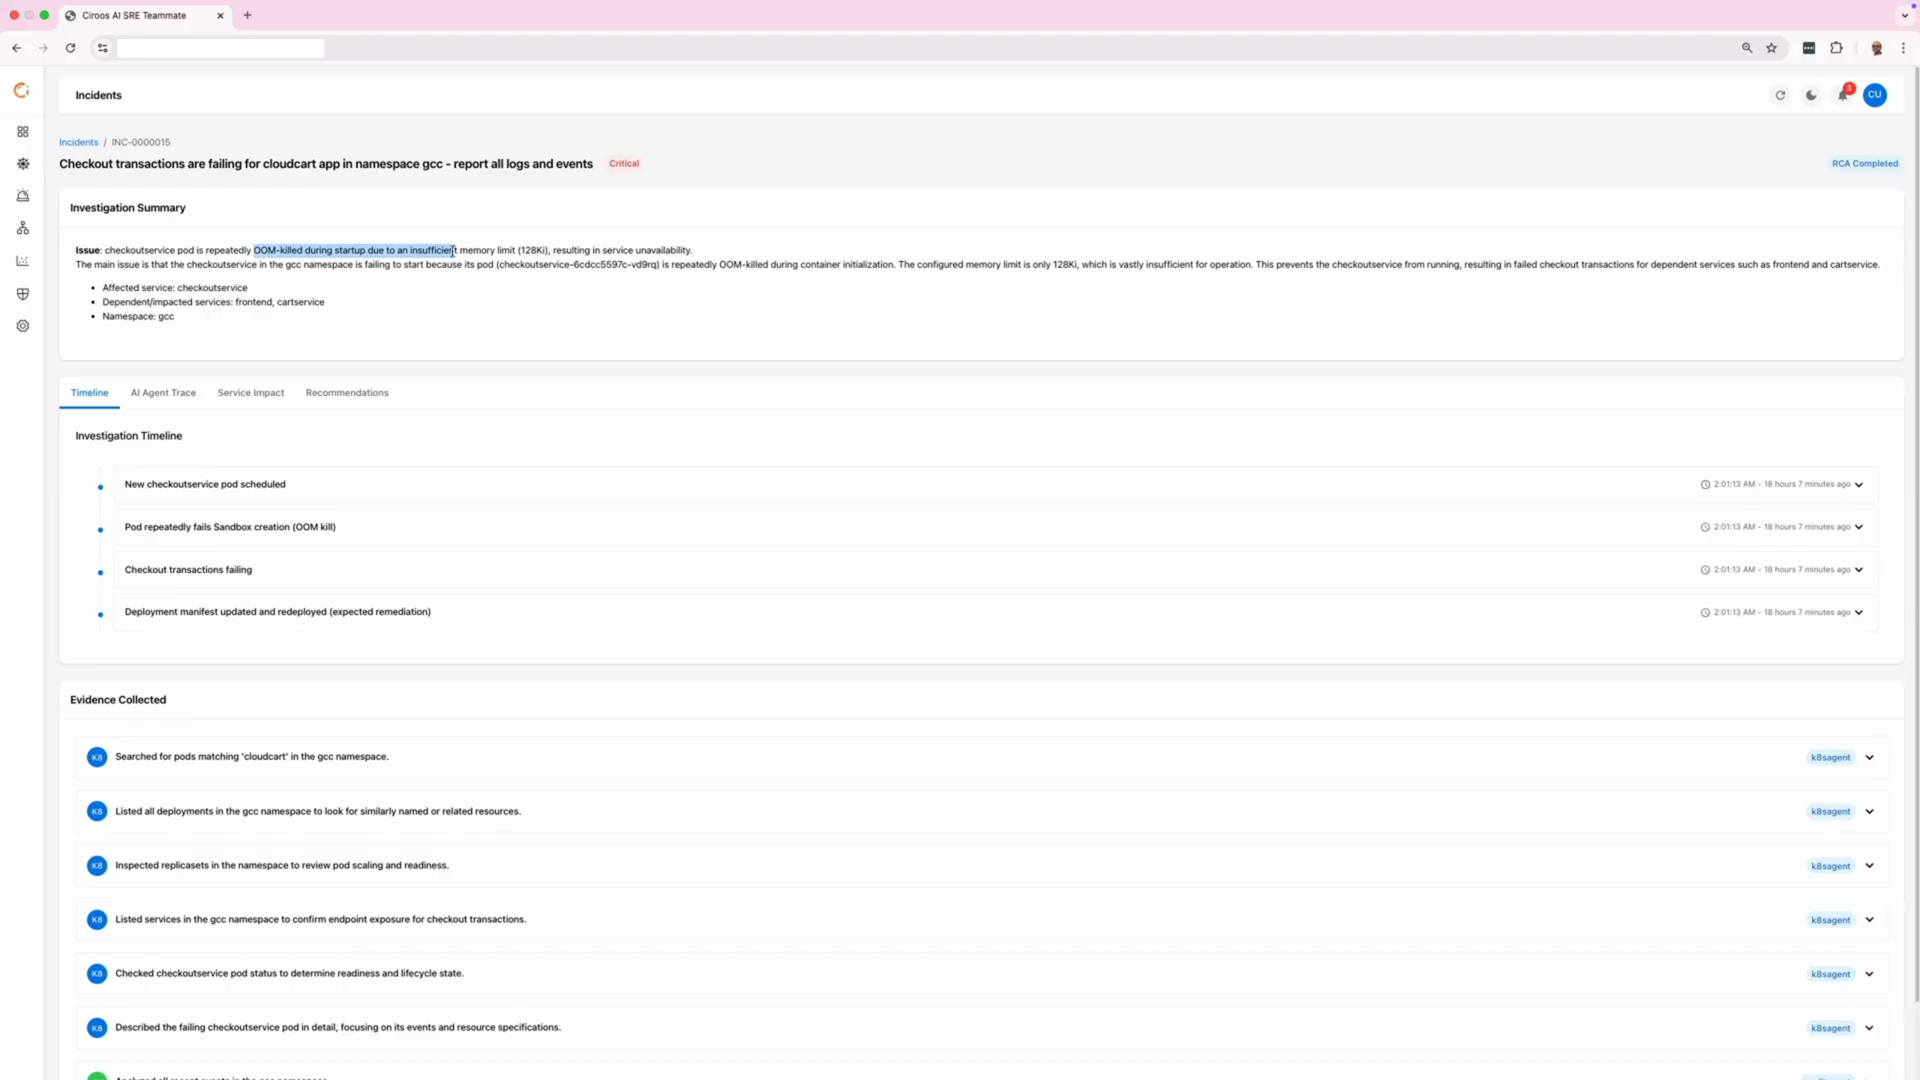 Ciroos AI SRE Teammate
Incidents
3
CU
Incidents / INC-0000015
Checkout transactions are failing for cloudcart app in namespace gcc - report all logs and events Critical
RCA Completed
Investigation Summary
Issue: checkoutservice pod is repeatedly OOM-killed during startup due to an insufficient memory limit (128Ki), resulting in service unavailability.
The main issue is that the checkoutservice in the gcc namespace is failing to start because its pod (checkoutservice-6cdcc5597c-vd9rq) is repeatedly OOM-killed during container initialization. The configured memory limit is only 128Ki, which is vastly insufficient for operation. This prevents the checkoutservice from running, resulting in failed checkout transactions for dependent services such as frontend and cartservice.
• Affected service: checkoutservice
• Dependent/impacted services: frontend, cartservice
• Namespace: gcc
Timeline AI Agent Trace Service Impact Recommendations
Investigation Timeline
New checkoutservice pod scheduled 2:01:13 AM - 18 hours 7 minutes ago
Pod repeatedly fails Sandbox creation (OOM kill) 2:01:13 AM - 18 hours 7 minutes ago
Checkout transactions failing 2:01:13 AM - 18 hours 7 minutes ago
Deployment manifest updated and redeployed (expected remediation) 2:01:13 AM - 18 hours 7 minutes ago
Evidence Collected
K8 Searched for pods matching 'cloudcart' in the gcc namespace. k8sagent
K8 Listed all deployments in the gcc namespace to look for similarly named or related resources. k8sagent
K8 Inspected replicasets in the namespace to review pod scaling and readiness. k8sagent
K8 Listed services in the gcc namespace to confirm endpoint exposure for checkout transactions. k8sagent
K8 Checked checkoutservice pod status to determine readiness and lifecycle state. k8sagent
K8 Described the failing checkoutservice pod in detail, focusing on its events and resource specifications. k8sagent